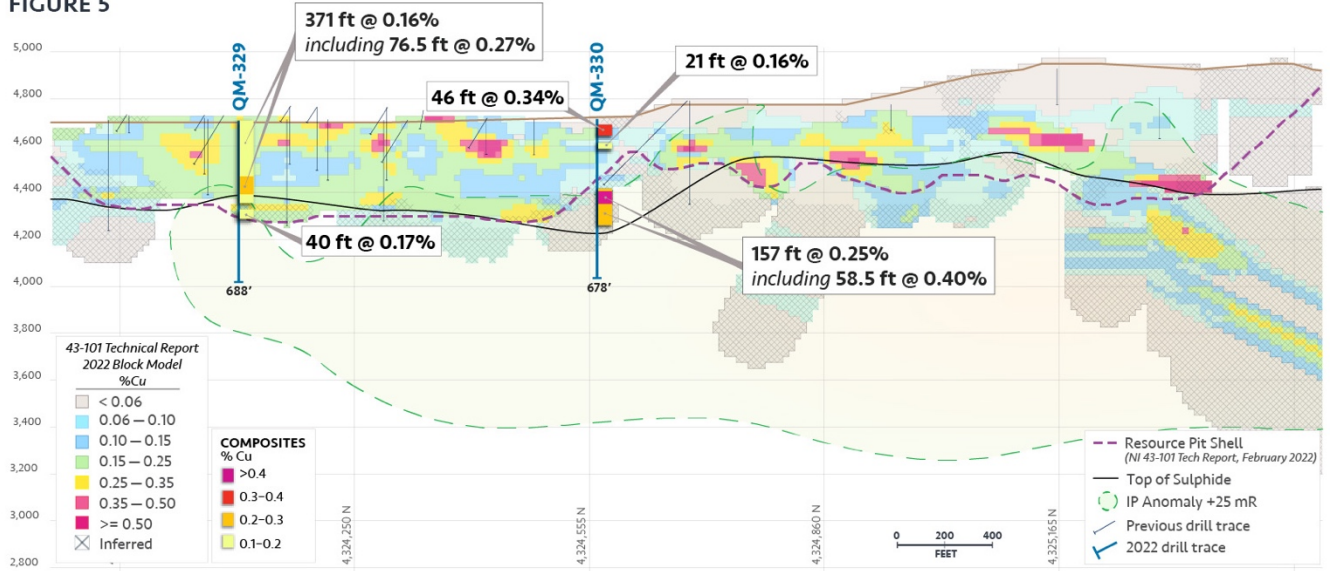 FIGURE 5
371 ft @ 0.16%
including 76.5 ft @ 0.27%
QM-329
46 ft @ 0.34%
QM-330
21 ft @ 0.16%
40 ft @ 0.17%
157 ft @ 0.25%
including 58.5 ft @ 0.40%
688'
678'
5,000
4,800
4,600
4,400
4,200
4,000
3,800
3,600
3,400
3,200
3,000
2,800
43-101 Technical Report
2022 Block Model
%Cu
< 0.06
0.06 — 0.10
0.10 — 0.15
0.15 — 0.25
0.25 — 0.35
0.35 — 0.50
>= 0.50
Inferred
COMPOSITES
% Cu
>0.4
0.3–0.4
0.2–0.3
0.1–0.2
4,324,250 N
4,324,555 N
4,324,860 N
4,325,165 N
0 200 400
FEET
Resource Pit Shell
(NI 43-101 Tech Report, February 2022)
Top of Sulphide
IP Anomaly +25 mR
Previous drill trace
2022 drill trace